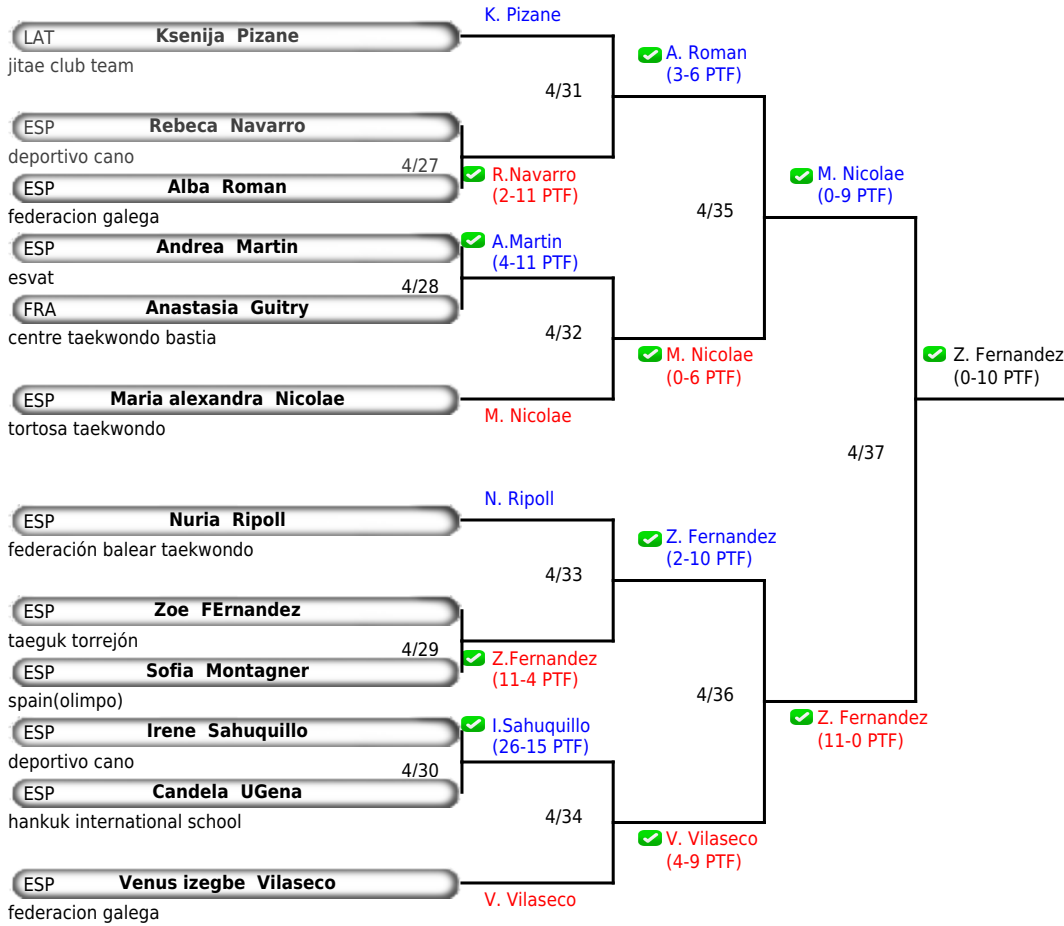 K. Pizane
LAT Ksenija Pizane
jitae club team
4/31
A. Roman
(3-6 PTF)
ESP Rebeca Navarro
deportivo cano
4/27
R.Navarro
(2-11 PTF)
ESP Alba Roman
federacion galega
4/35
M. Nicolae
(0-9 PTF)
ESP Andrea Martin
esvat
A.Martin
(4-11 PTF)
4/28
FRA Anastasia Guitry
centre taekwondo bastia
4/32
M. Nicolae
(0-6 PTF)
ESP Maria alexandra Nicolae
tortosa taekwondo
M. Nicolae
Z. Fernandez
(0-10 PTF)
4/37
N. Ripoll
ESP Nuria Ripoll
federación balear taekwondo
4/33
Z. Fernandez
(2-10 PTF)
ESP Zoe FErnandez
taeguk torrejón
4/29
Z.Fernandez
(11-4 PTF)
ESP Sofia Montagner
spain(olimpo)
4/36
Z. Fernandez
(11-0 PTF)
ESP Irene Sahuquillo
deportivo cano
I.Sahuquillo
(26-15 PTF)
4/30
ESP Candela UGena
hankuk international school
4/34
V. Vilaseco
(4-9 PTF)
ESP Venus izegbe Vilaseco
federacion galega
V. Vilaseco